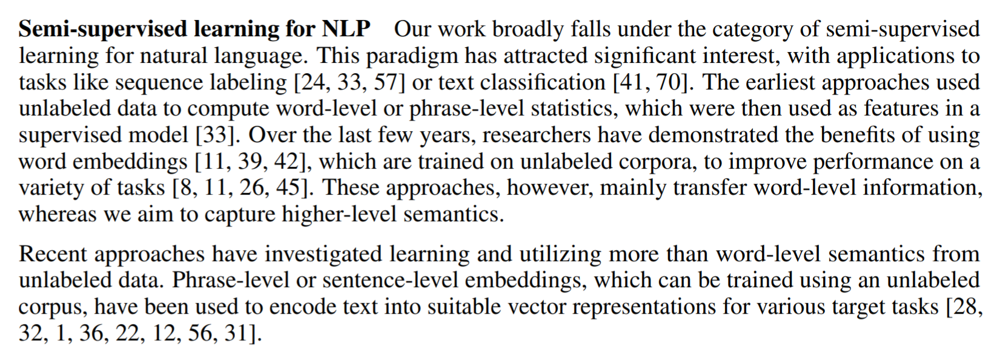 Semi-supervised learning for NLP Our work broadly falls under the category of semi-supervised
learning for natural language. This paradigm has attracted significant interest, with applications to
tasks like sequence labeling [24, 33, 57] or text classification [41, 70]. The earliest approaches used
unlabeled data to compute word-level or phrase-level statistics, which were then used as features in a
supervised model [33]. Over the last few years, researchers have demonstrated the benefits of using
word embeddings [11, 39, 42], which are trained on unlabeled corpora, to improve performance on a
variety of tasks [8, 11, 26, 45]. These approaches, however, mainly transfer word-level information,
whereas we aim to capture higher-level semantics.
Recent approaches have investigated learning and utilizing more than word-level semantics from
unlabeled data. Phrase-level or sentence-level embeddings, which can be trained using an unlabeled
corpus, have been used to encode text into suitable vector representations for various target tasks [28,
32, 1, 36, 22, 12, 56, 31].